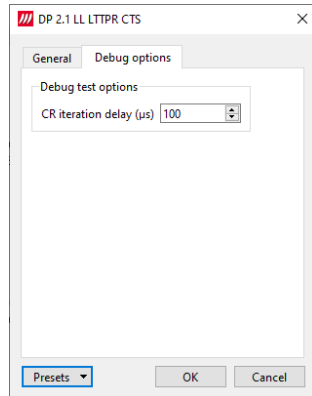 DP 2.1 LL LTTPR CTS
General Debug options
Debug test options
CR iteration delay (µs) 100
Presets OK Cancel